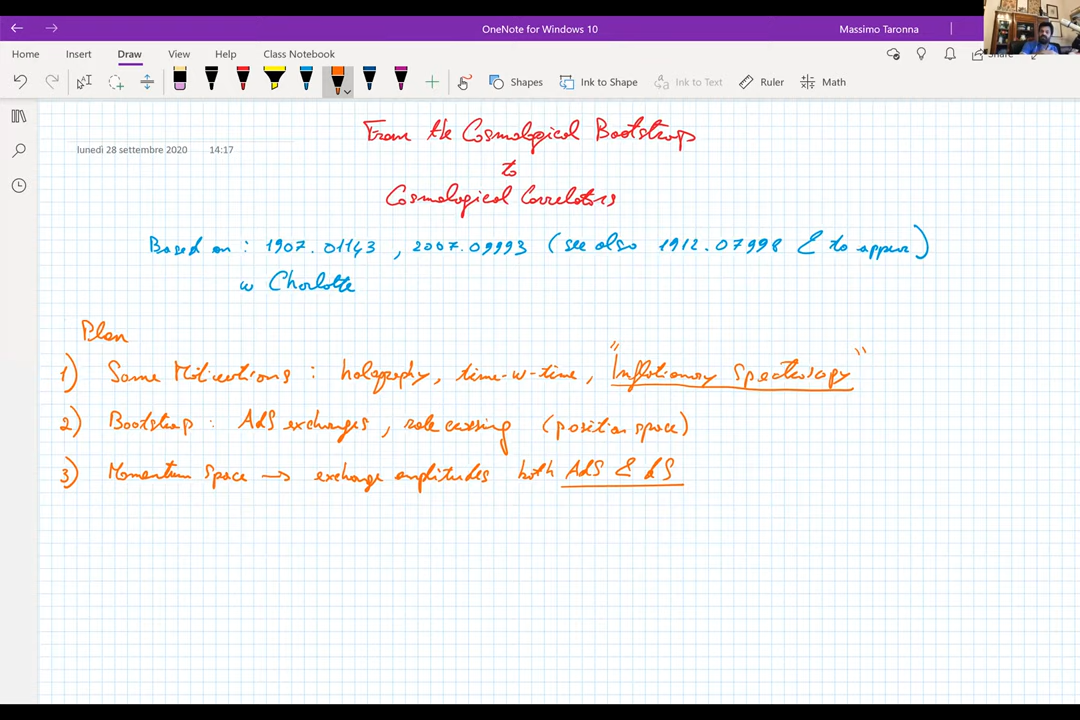 OneNote for Windows 10
Massimo Taronna
Home Insert Draw View Help Class Notebook
Share
Shapes Ink to Shape Ink to Text Ruler Math
From the Cosmological Bootstrap
lunedì 28 settembre 2020 14:17
to
Cosmological Correlators
Based on : 1907.01143 , 2007.09993 (see also 1912.07998 & to appear)
w Charlotte
Plan
1) Some Motivations : holography, time-w-time, "Inflationary Spectroscopy"
2) Bootstrap : AdS exchanges, role crossing (position space)
3) Momentum Space → exchange amplitudes both AdS & dS